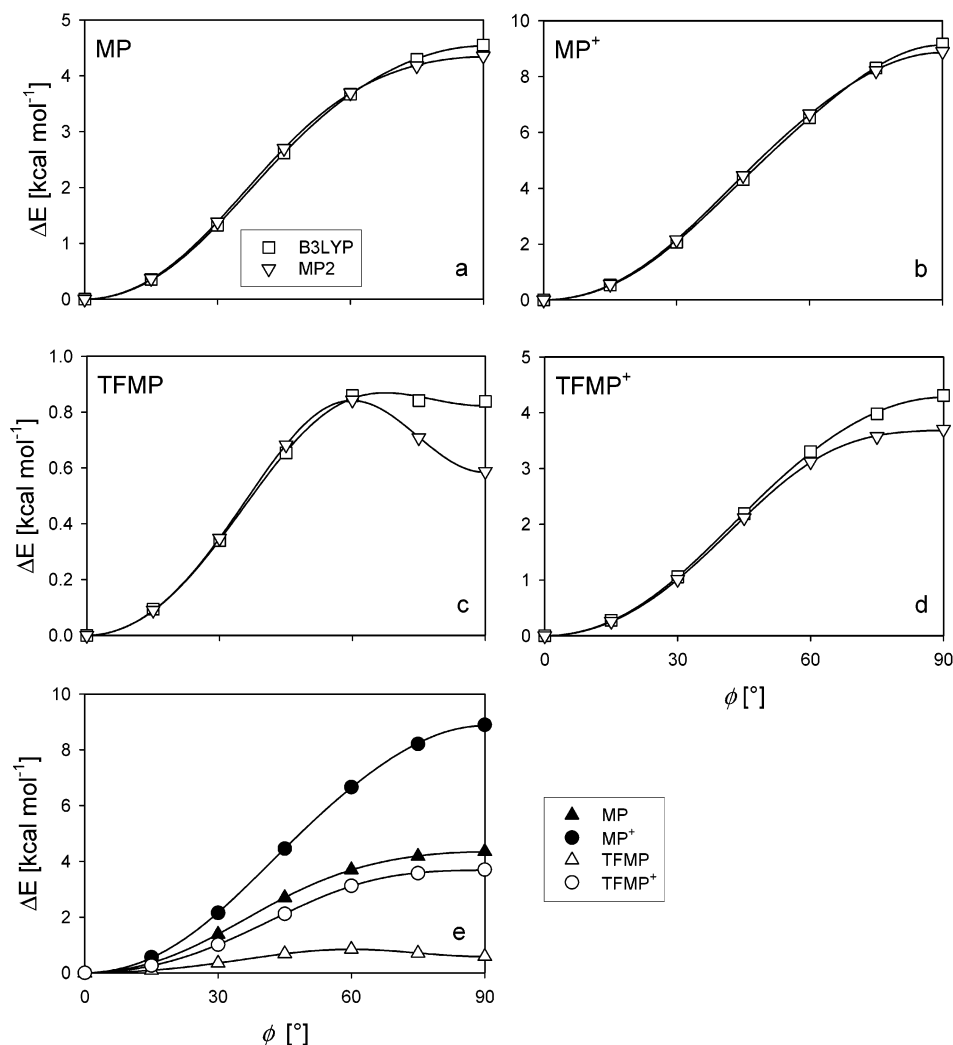 MP
5
4
3
2
1
0
ΔE [kcal mol⁻¹]
B3LYP
MP2
a
MP⁺
10
8
6
4
2
0
b
TFMP
1.0
0.8
0.6
0.4
0.2
0.0
ΔE [kcal mol⁻¹]
c
TFMP⁺
5
4
3
2
1
0
d
0 30 60 90
ϕ [°]
10
8
6
4
2
0
ΔE [kcal mol⁻¹]
e
0 30 60 90
ϕ [°]
MP
MP⁺
TFMP
TFMP⁺